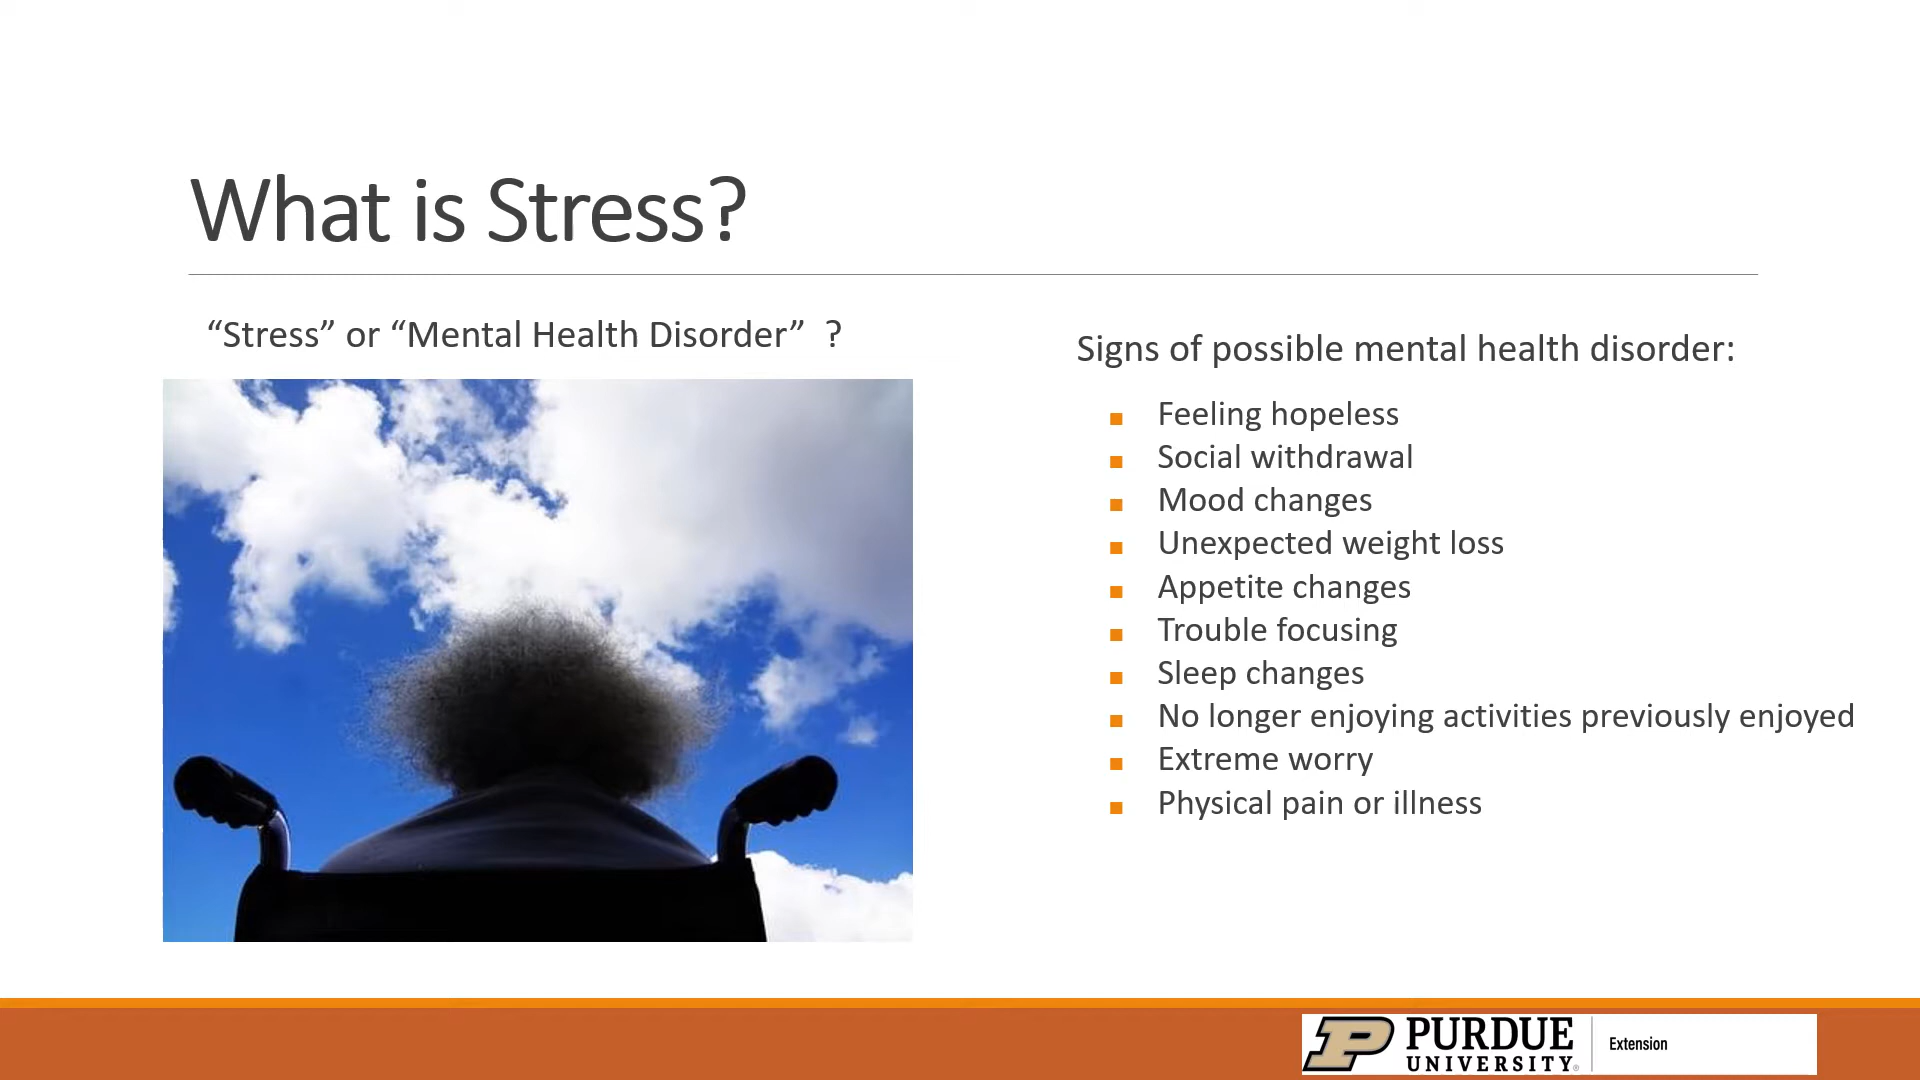 What is Stress?
“Stress” or “Mental Health Disorder”  ?
Signs of possible mental health disorder:
Feeling hopeless
Social withdrawal
Mood changes
Unexpected weight loss
Appetite changes
Trouble focusing
Sleep changes
No longer enjoying activities previously enjoyed
Extreme worry
Physical pain or illness
PURDUE
UNIVERSITY®
Extension